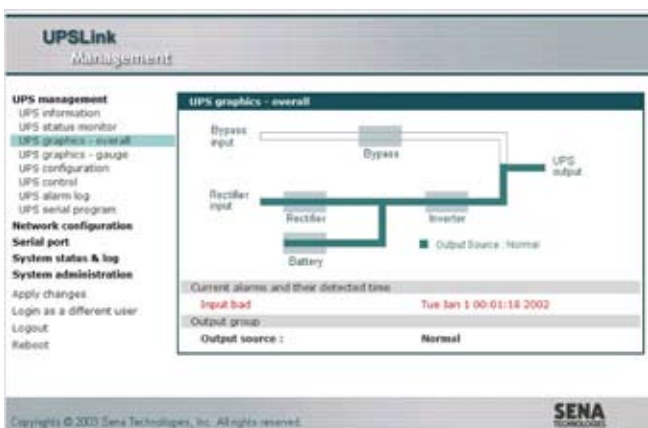 UPSLink
Management
UPS management
UPS information
UPS status monitor
UPS graphics - overall
UPS graphics - gauge
UPS configuration
UPS control
UPS alarm log
UPS serial program
Network configuration
Serial port
System status & log
System administration
Apply changes
Login as a different user
Logout
Reboot
UPS graphics - overall
Bypass input
Bypass
UPS output
Rectifier input
Rectifier
Inverter
Battery
Output Source : Normal
Current alarms and their detected time
Input bad Tue Jan 1 00:01:18 2002
Output group
Output source : Normal
Copyrights © 2003 Sena Technologies, Inc. All rights reserved.
SENA
TECHNOLOGIES